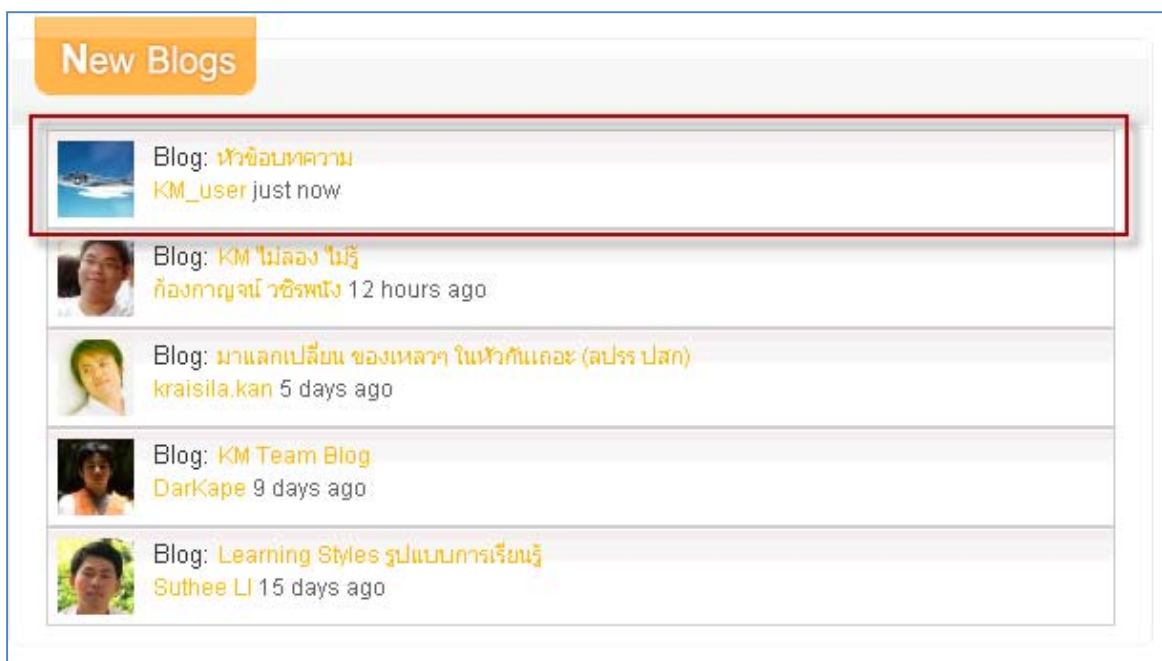 New Blogs
Blog: หัวข้อบทความ
KM_user just now
Blog: KM ไม่ลอง ไม่รู้
ก้องกาญจน์ วชิรพนัง 12 hours ago
Blog: มาแลกเปลี่ยน ของเหลวๆ ในหัวกันเถอะ (ลปรร ปสก)
kraisila.kan 5 days ago
Blog: KM Team Blog
DarKape 9 days ago
Blog: Learning Styles รูปแบบการเรียนรู้
Suthee LI 15 days ago